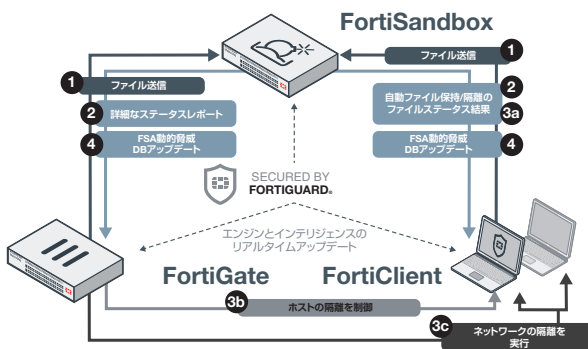 FortiSandbox
1
ファイル送信
ファイル送信
1
2
詳細なステータスレポート
自動ファイル保持/隔離の
ファイルステータス結果
2
3a
4
FSA動的脅威
DBアップデート
FSA動的脅威
DBアップデート
4
SECURED BY
FORTIGUARD®
エンジンとインテリジェンスの
リアルタイムアップデート
FortiGate
FortiClient
3b
ホストの隔離を制御
3c
ネットワークの隔離を
実行